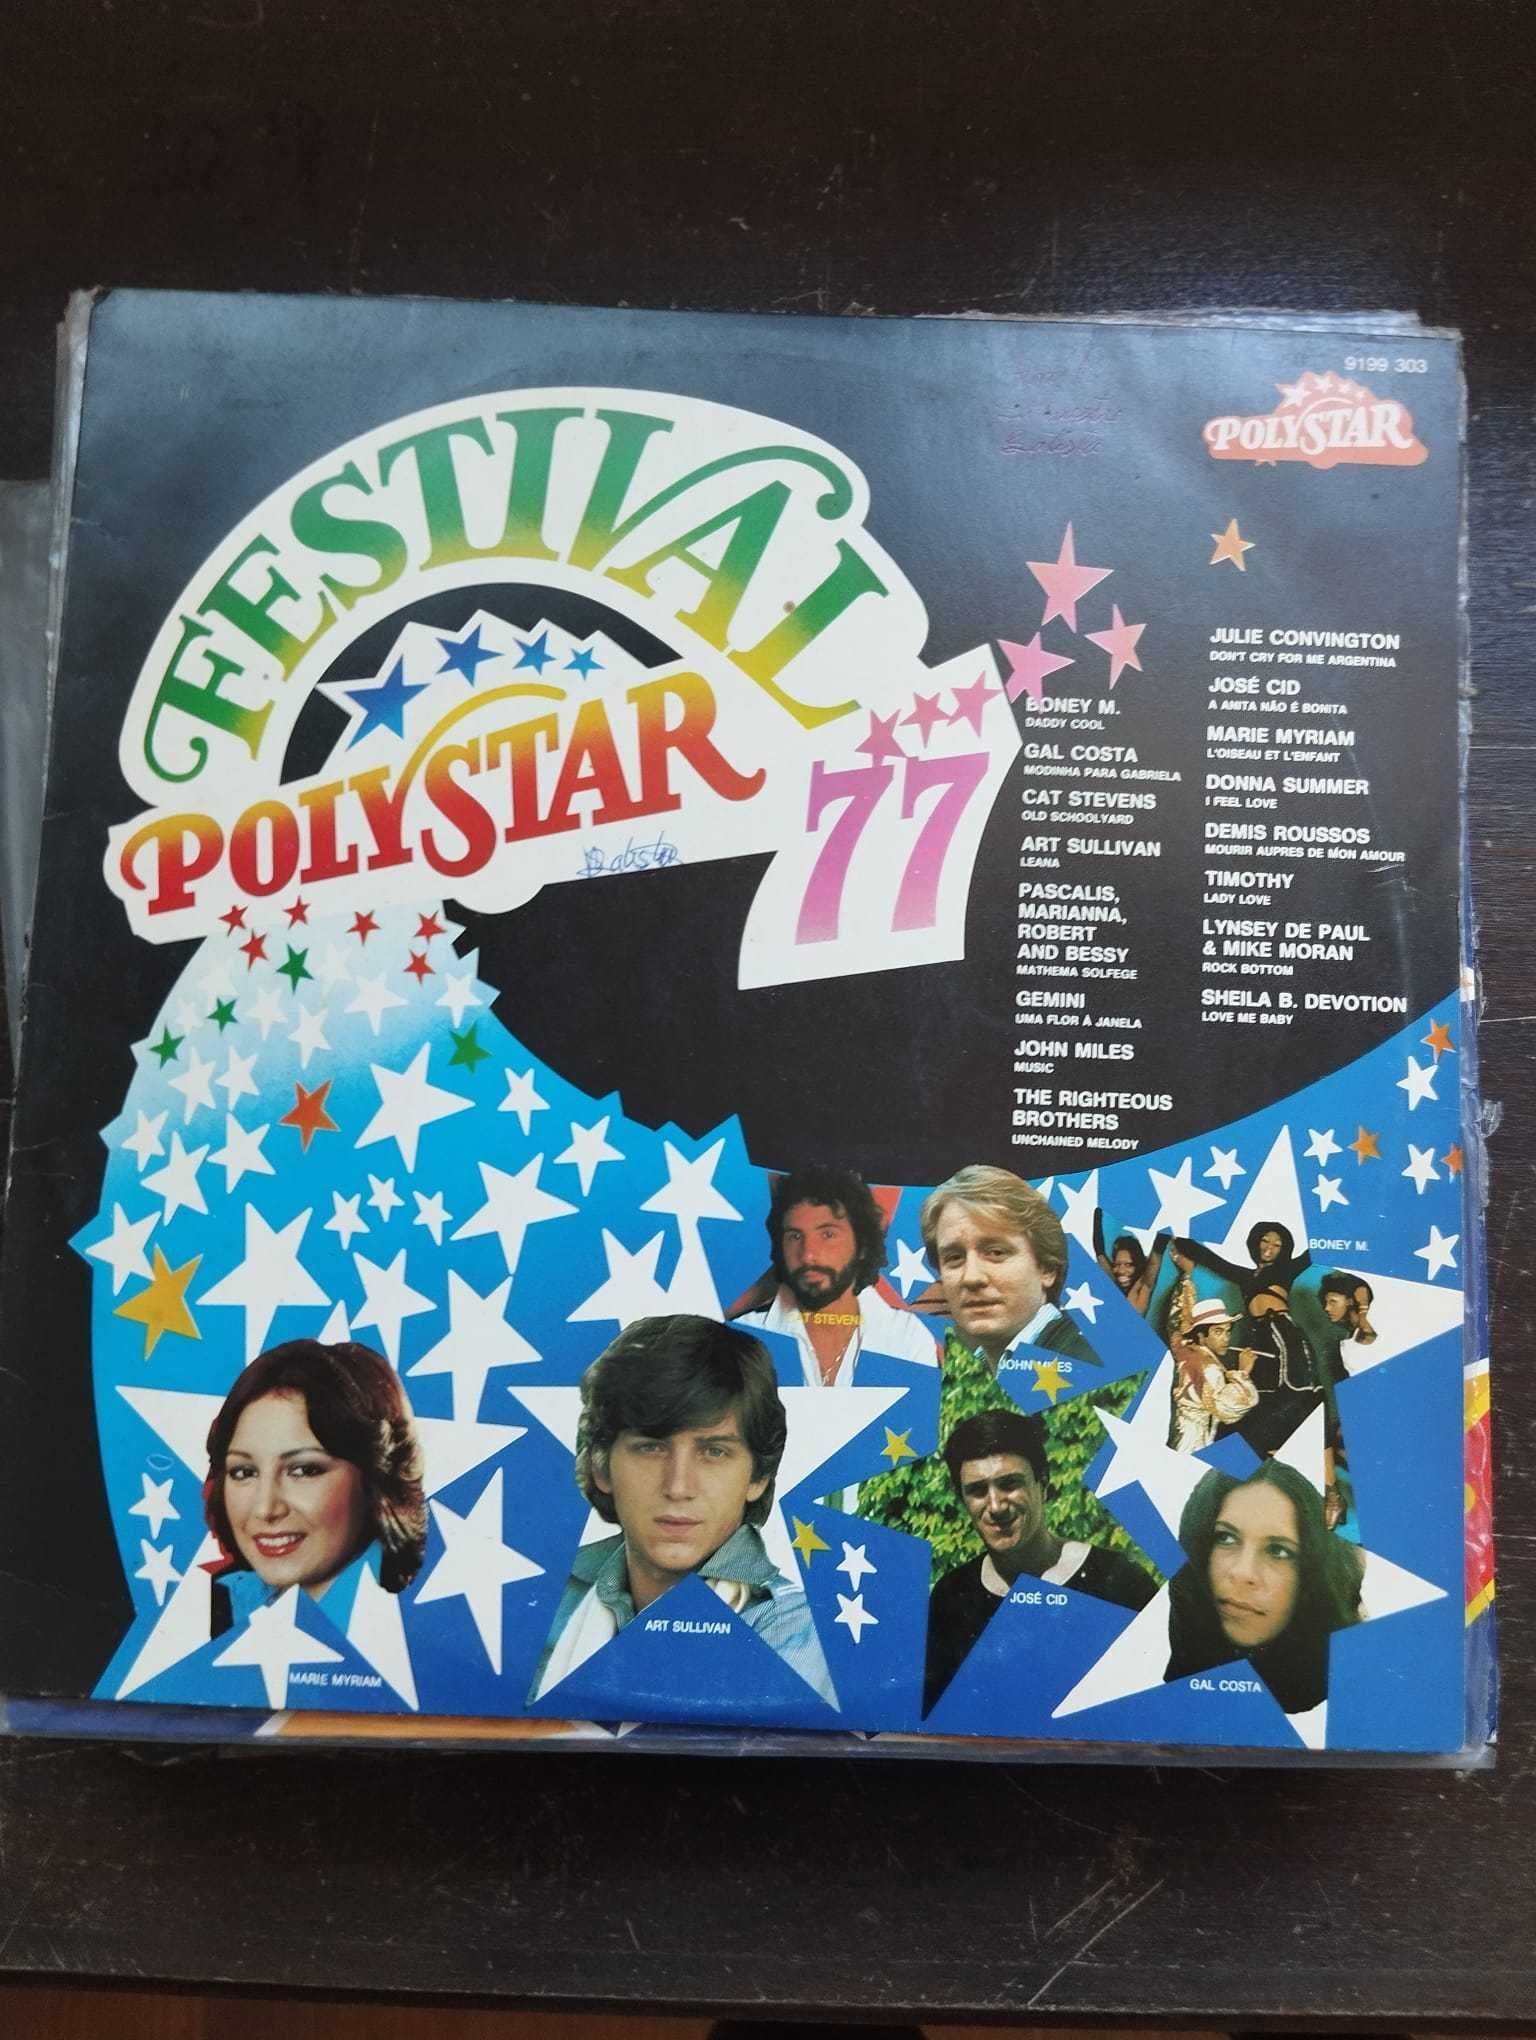 9199 303
POLYSTAR
FESTIVAL
POLYSTAR
77
BONEY M.
DADDY COOL
GAL COSTA
MODINHA PARA GABRIELA
CAT STEVENS
OLD SCHOOLYARD
ART SULLIVAN
LEANA
PASCALIS,
MARIANNA,
ROBERT
AND BESSY
MATHEMA SOLFEGE
GEMINI
UMA FLOR À JANELA
JOHN MILES
MUSIC
THE RIGHTEOUS
BROTHERS
UNCHAINED MELODY
JULIE CONVINGTON
DON'T CRY FOR ME ARGENTINA
JOSÉ CID
A ANITA NÃO É BONITA
MARIE MYRIAM
L'OISEAU ET L'ENFANT
DONNA SUMMER
I FEEL LOVE
DEMIS ROUSSOS
MOURIR AUPRES DE MON AMOUR
TIMOTHY
LADY LOVE
LYNSEY DE PAUL
& MIKE MORAN
ROCK BOTTOM
SHEILA B. DEVOTION
LOVE ME BABY
BONEY M.
CAT STEVENS
JOHN MILES
JOSÉ CID
ART SULLIVAN
MARIE MYRIAM
GAL COSTA